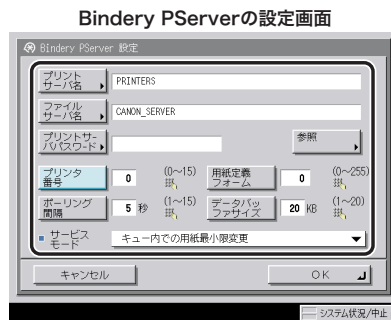 Bindery PServerの設定画面
Bindery PServer 設定
プリント
サーバ名
PRINTERS
ファイル
サーバ名
CANON_SERVER
プリントサー
バパスワード
参照
プリンタ
番号
0
(0~15)
用紙定義
フォーム
0
(0~255)
ポーリング
間隔
5 秒
(1~15)
データバッ
ファサイズ
20 KB
(1~20)
サービス
モード
キュー内での用紙最小限変更
キャンセル
OK
システム状況/中止